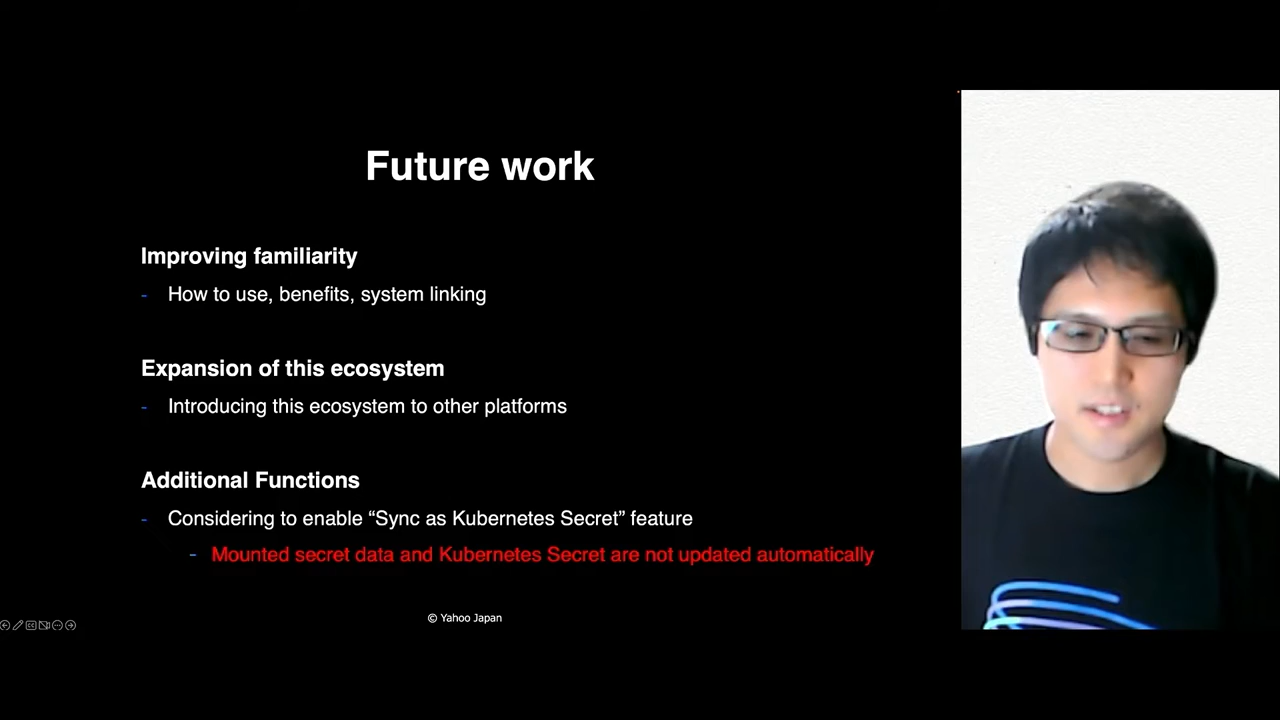 Future work
Improving familiarity
- How to use, benefits, system linking
Expansion of this ecosystem
- Introducing this ecosystem to other platforms
Additional Functions
- Considering to enable “Sync as Kubernetes Secret” feature
- Mounted secret data and Kubernetes Secret are not updated automatically
© Yahoo Japan